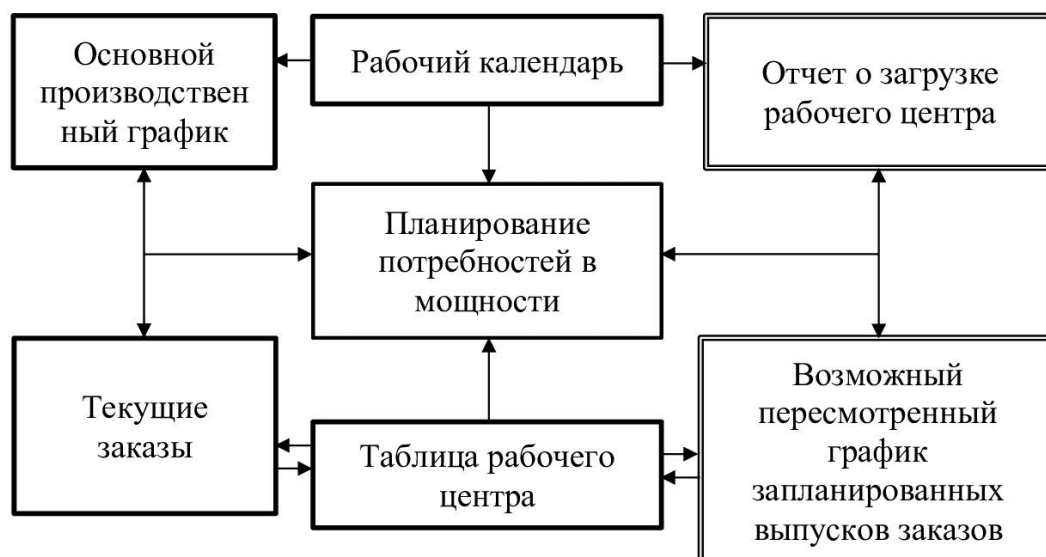 Основной
производствен
ный график
Рабочий календарь
Отчет о загрузке
рабочего центра
Планирование
потребностей в
мощности
Текущие
заказы
Таблица рабочего
центра
Возможный
пересмотренный
график
запланированных
выпусков заказов